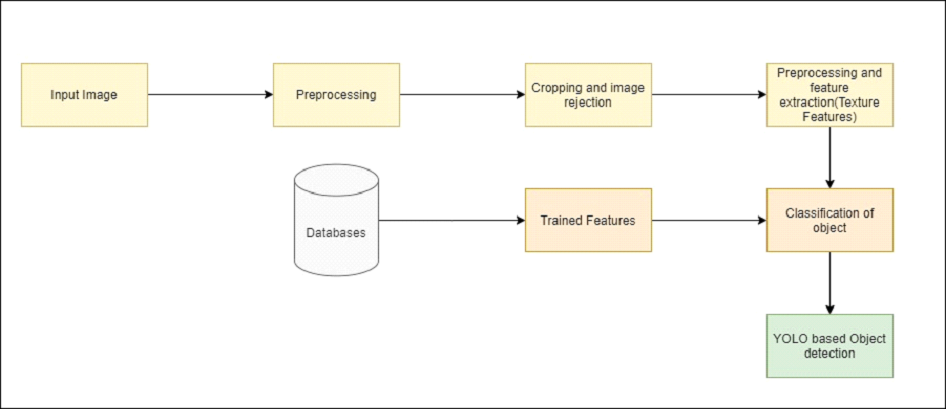 Input Image
Preprocessing
Cropping and image
rejection
Preprocessing and
feature
extraction(Texture
Features)
Databases
Trained Features
Classification of
object
YOLO based Object
detection